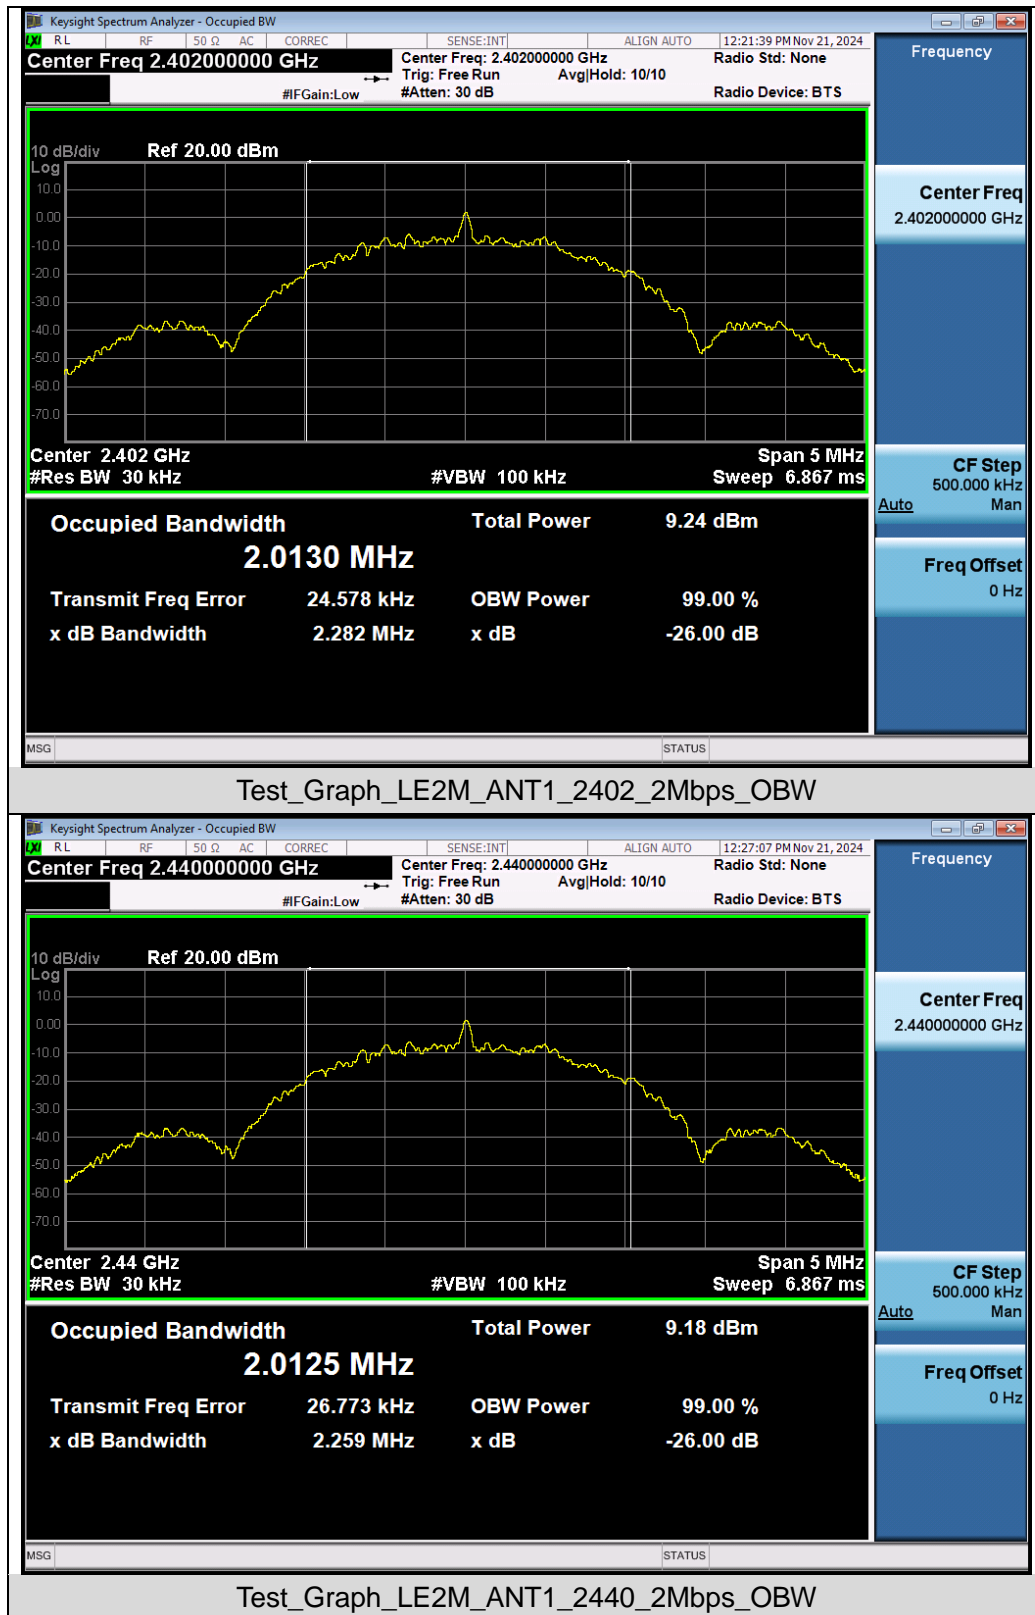 Keysight Spectrum Analyzer - Occupied BW
LXI RL RF 50 Ω AC CORREC SENSE:INT ALIGN AUTO 12:21:39 PM Nov 21, 2024
Center Freq 2.402000000 GHz
Center Freq: 2.402000000 GHz
Radio Std: None
Trig: Free Run Avg|Hold: 10/10
#IFGain:Low
#Atten: 30 dB
Radio Device: BTS
Frequency
10 dB/div Ref 20.00 dBm
Log
10.0
0.00
-10.0
-20.0
-30.0
-40.0
-50.0
-60.0
-70.0
Center Freq
2.402000000 GHz
Center 2.402 GHz Span 5 MHz
#Res BW 30 kHz #VBW 100 kHz Sweep 6.867 ms
CF Step
500.000 kHz
Auto Man
Occupied Bandwidth Total Power 9.24 dBm
2.0130 MHz
Freq Offset
0 Hz
Transmit Freq Error 24.578 kHz OBW Power 99.00 %
x dB Bandwidth 2.282 MHz x dB -26.00 dB
MSG STATUS
Test_Graph_LE2M_ANT1_2402_2Mbps_OBW
Keysight Spectrum Analyzer - Occupied BW
LXI RL RF 50 Ω AC CORREC SENSE:INT ALIGN AUTO 12:27:07 PM Nov 21, 2024
Center Freq 2.440000000 GHz
Center Freq: 2.440000000 GHz
Radio Std: None
Trig: Free Run Avg|Hold: 10/10
#IFGain:Low
#Atten: 30 dB
Radio Device: BTS
Frequency
10 dB/div Ref 20.00 dBm
Log
10.0
0.00
-10.0
-20.0
-30.0
-40.0
-50.0
-60.0
-70.0
Center Freq
2.440000000 GHz
Center 2.44 GHz Span 5 MHz
#Res BW 30 kHz #VBW 100 kHz Sweep 6.867 ms
CF Step
500.000 kHz
Auto Man
Occupied Bandwidth Total Power 9.18 dBm
2.0125 MHz
Freq Offset
0 Hz
Transmit Freq Error 26.773 kHz OBW Power 99.00 %
x dB Bandwidth 2.259 MHz x dB -26.00 dB
MSG STATUS
Test_Graph_LE2M_ANT1_2440_2Mbps_OBW